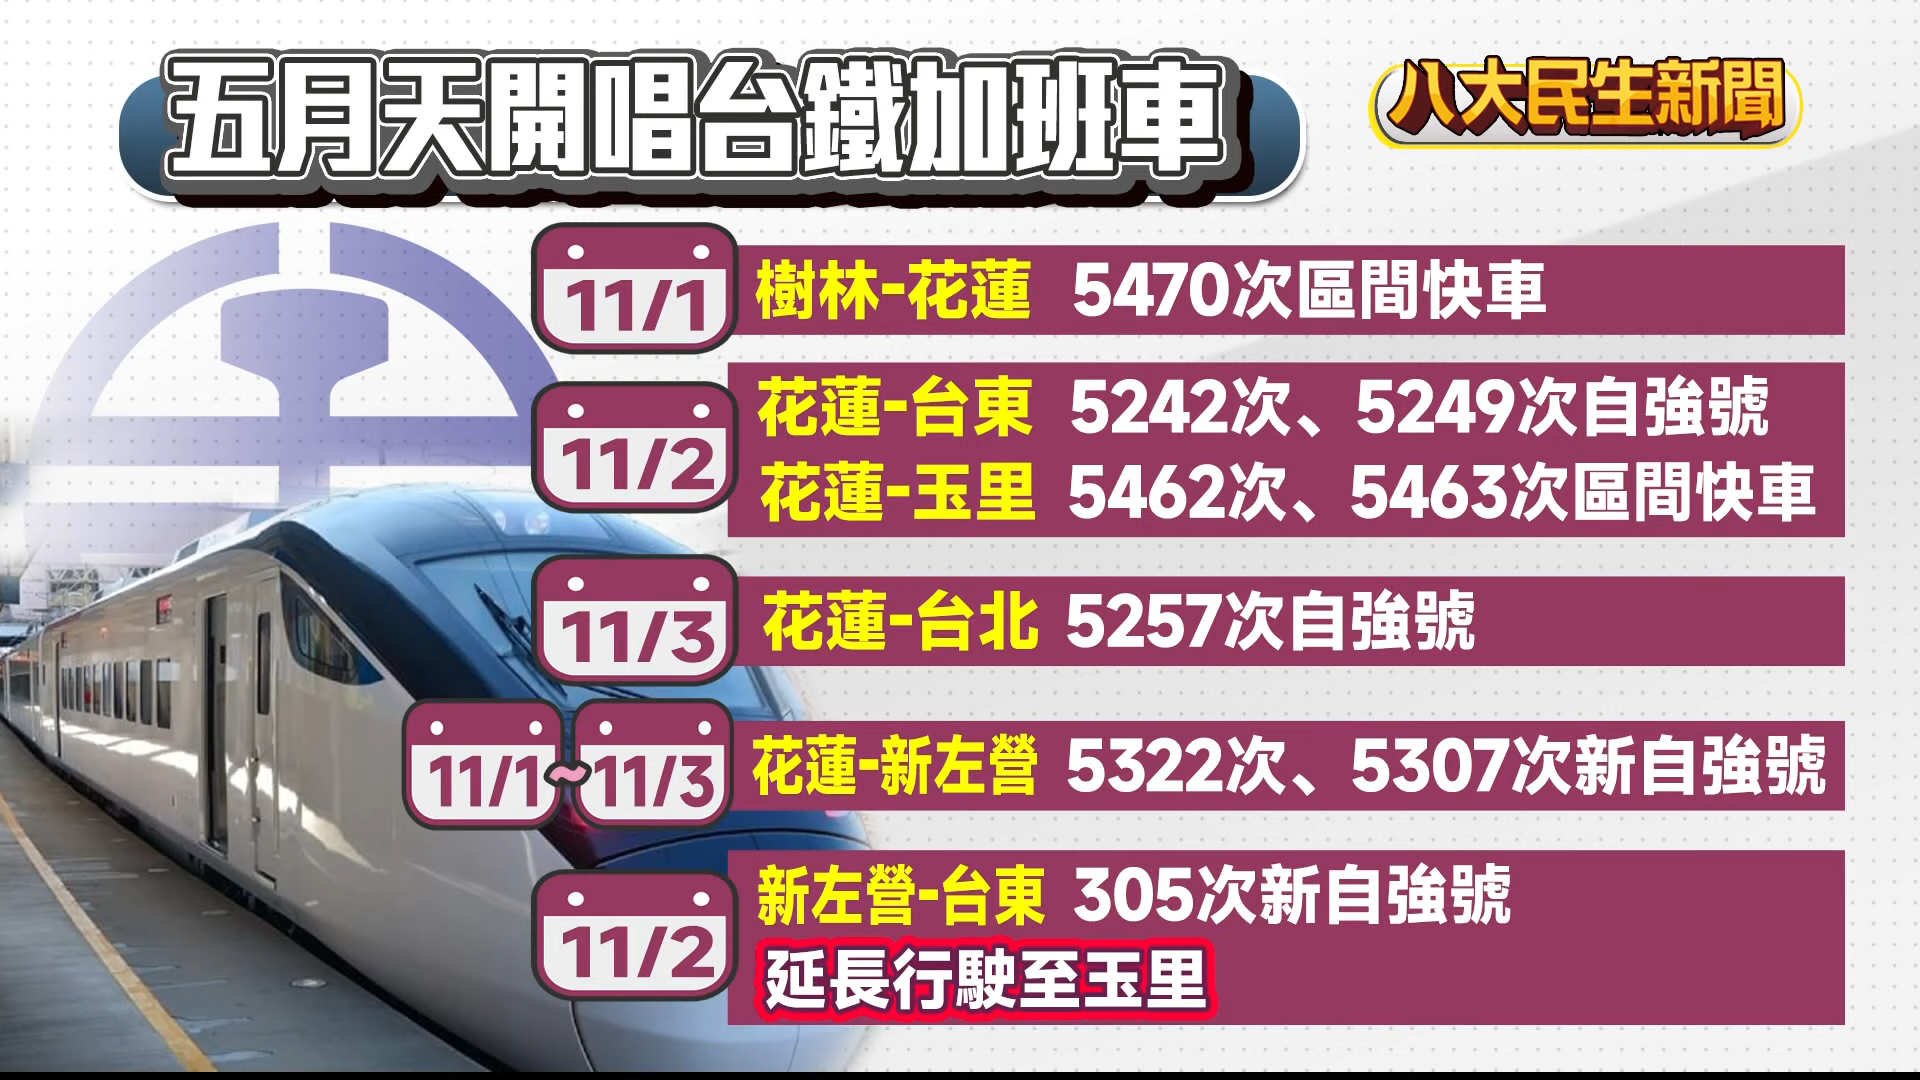 五月天開唱台鐵加班車
八大民生新聞
11/1 樹林-花蓮 5470次區間快車
11/2 花蓮-台東 5242次、5249次自強號
花蓮-玉里 5462次、5463次區間快車
11/3 花蓮-台北 5257次自強號
11/1~11/3 花蓮-新左營 5322次、5307次新自強號
11/2 新左營-台東 305次新自強號
延長行駛至玉里